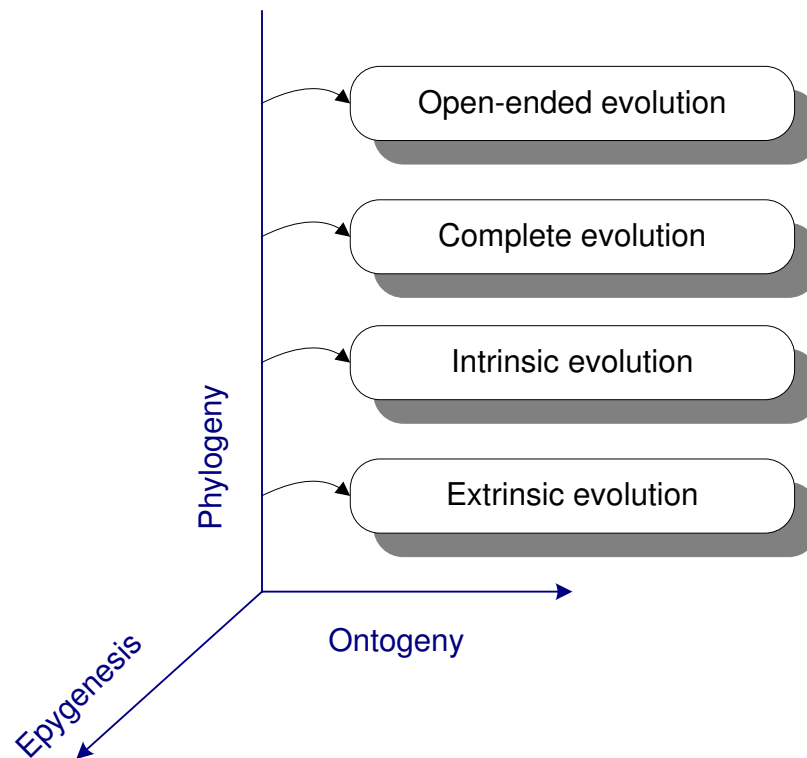 Open-ended evolution
Complete evolution
Intrinsic evolution
Extrinsic evolution
Phylogeny
Ontogeny
Epygenesis